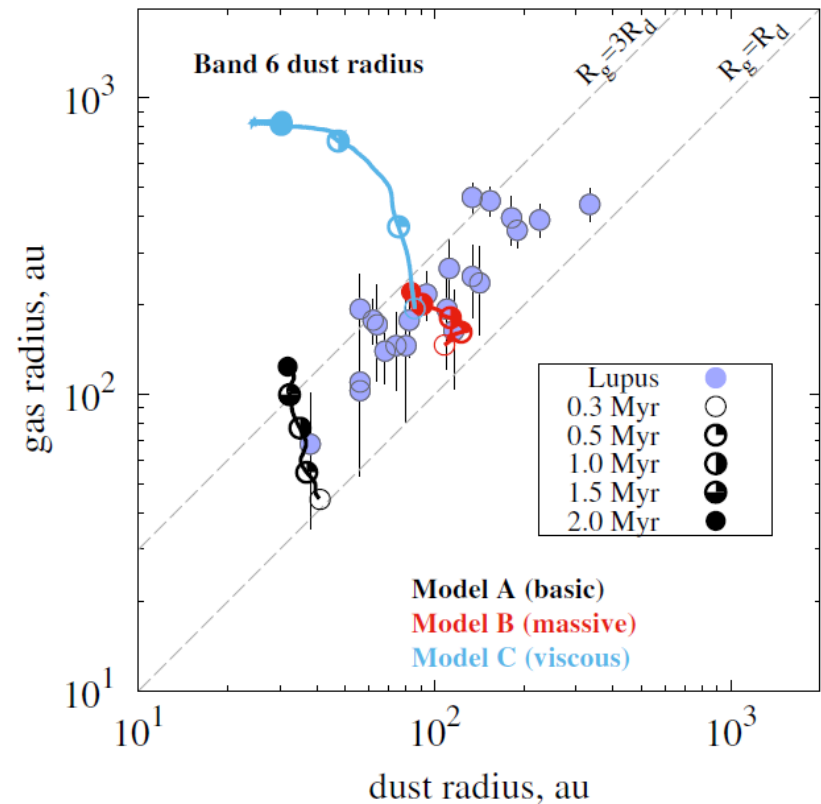 Band 6 dust radius
R_g=3R_d
R_g=R_d
10^3
10^2
10^1
gas radius, au
Lupus
0.3 Myr
0.5 Myr
1.0 Myr
1.5 Myr
2.0 Myr
Model A (basic)
Model B (massive)
Model C (viscous)
10^1
10^2
10^3
dust radius, au